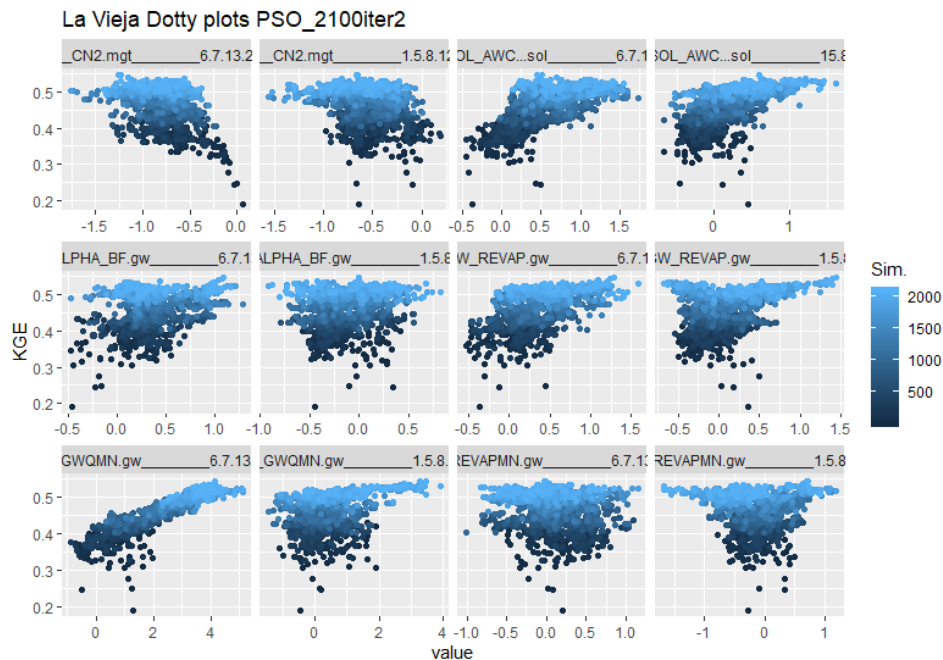 La Vieja Dotty plots PSO_2100iter2
__CN2.mgt________6.7.13.2
__CN2.mgt________1.5.8.12
OL_AWC...sol________6.7.1
SOL_AWC...sol________15.8
0.5
0.4
0.3
0.2
-1.5 -1.0 -0.5 0.0
-1.5 -1.0 -0.5 0.0
-0.5 0.0 0.5 1.0 1.5
0 1
LPHA_BF.gw________6.7.1
ALPHA_BF.gw________1.5.8
W_REVAP.gw________6.7.1
GW_REVAP.gw________1.5.8
0.5
0.4
0.3
0.2
-0.5 0.0 0.5 1.0
-1.0 -0.5 0.0 0.5
-0.5 0.0 0.5 1.0 1.5
-0.5 0.0 0.5 1.0 1.5
GWQMN.gw________6.7.13
_GWQMN.gw________1.5.8.
REVAPMN.gw________6.7.13
REVAPMN.gw________1.5.8
0.5
0.4
0.3
0.2
0 2 4
0 2 4
-1.0 -0.5 0.0 0.5 1.0
-1 0 1
KGE
value
Sim.
2000
1500
1000
500